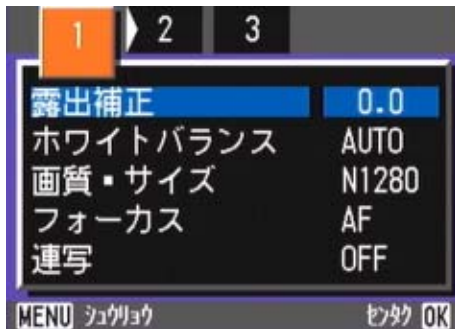 1 2 3
露出補正 0.0
ホワイトバランス AUTO
画質・サイズ N1280
フォーカス AF
連写 OFF
MENU シュウリョウ センタク OK